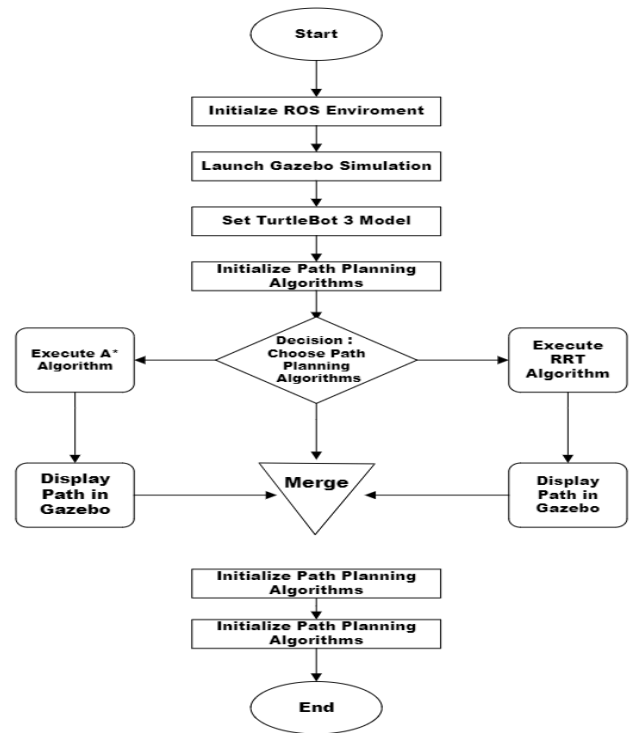 Start
Initialze ROS Enviroment
Launch Gazebo Simulation
Set TurtleBot 3 Model
Initialize Path Planning
Algorithms
Decision :
Choose Path
Planning
Algorithms
Execute A*
Algorithm
Execute
RRT
Algorithm
Display
Path in
Gazebo
Merge
Display
Path in
Gazebo
Initialize Path Planning
Algorithms
Initialize Path Planning
Algorithms
End